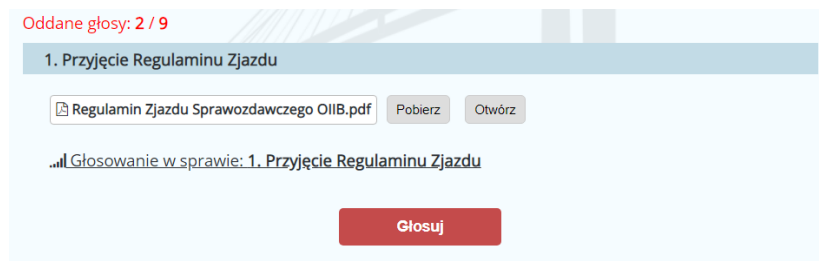 Oddane głosy: 2 / 9
1. Przyjęcie Regulaminu Zjazdu
Regulamin Zjazdu Sprawozdawczego OIIB.pdf Pobierz Otwórz
Głosowanie w sprawie: 1. Przyjęcie Regulaminu Zjazdu
Głosuj